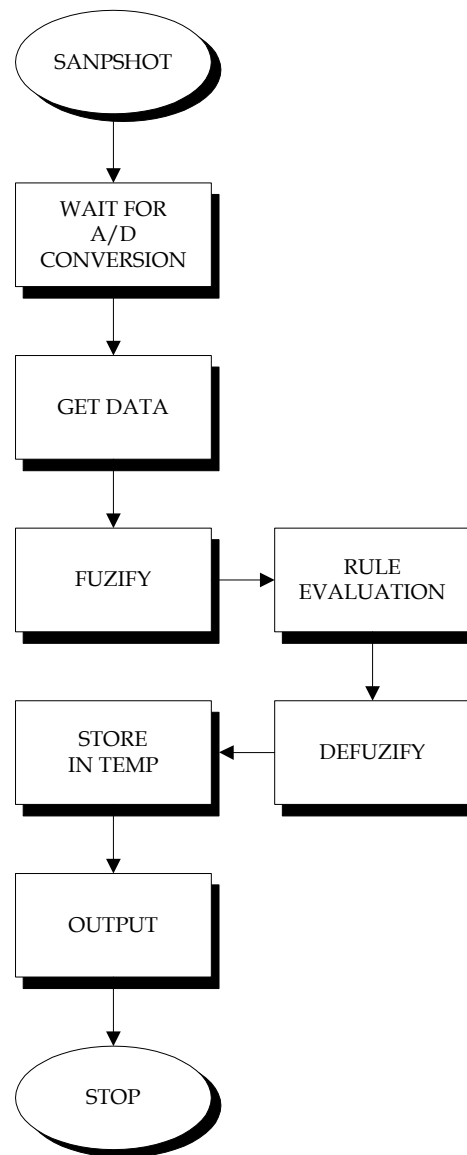 SANPSHOT
WAIT FOR
A/D
CONVERSION
GET DATA
FUZIFY
RULE
EVALUATION
DEFUZIFY
STORE
IN TEMP
OUTPUT
STOP